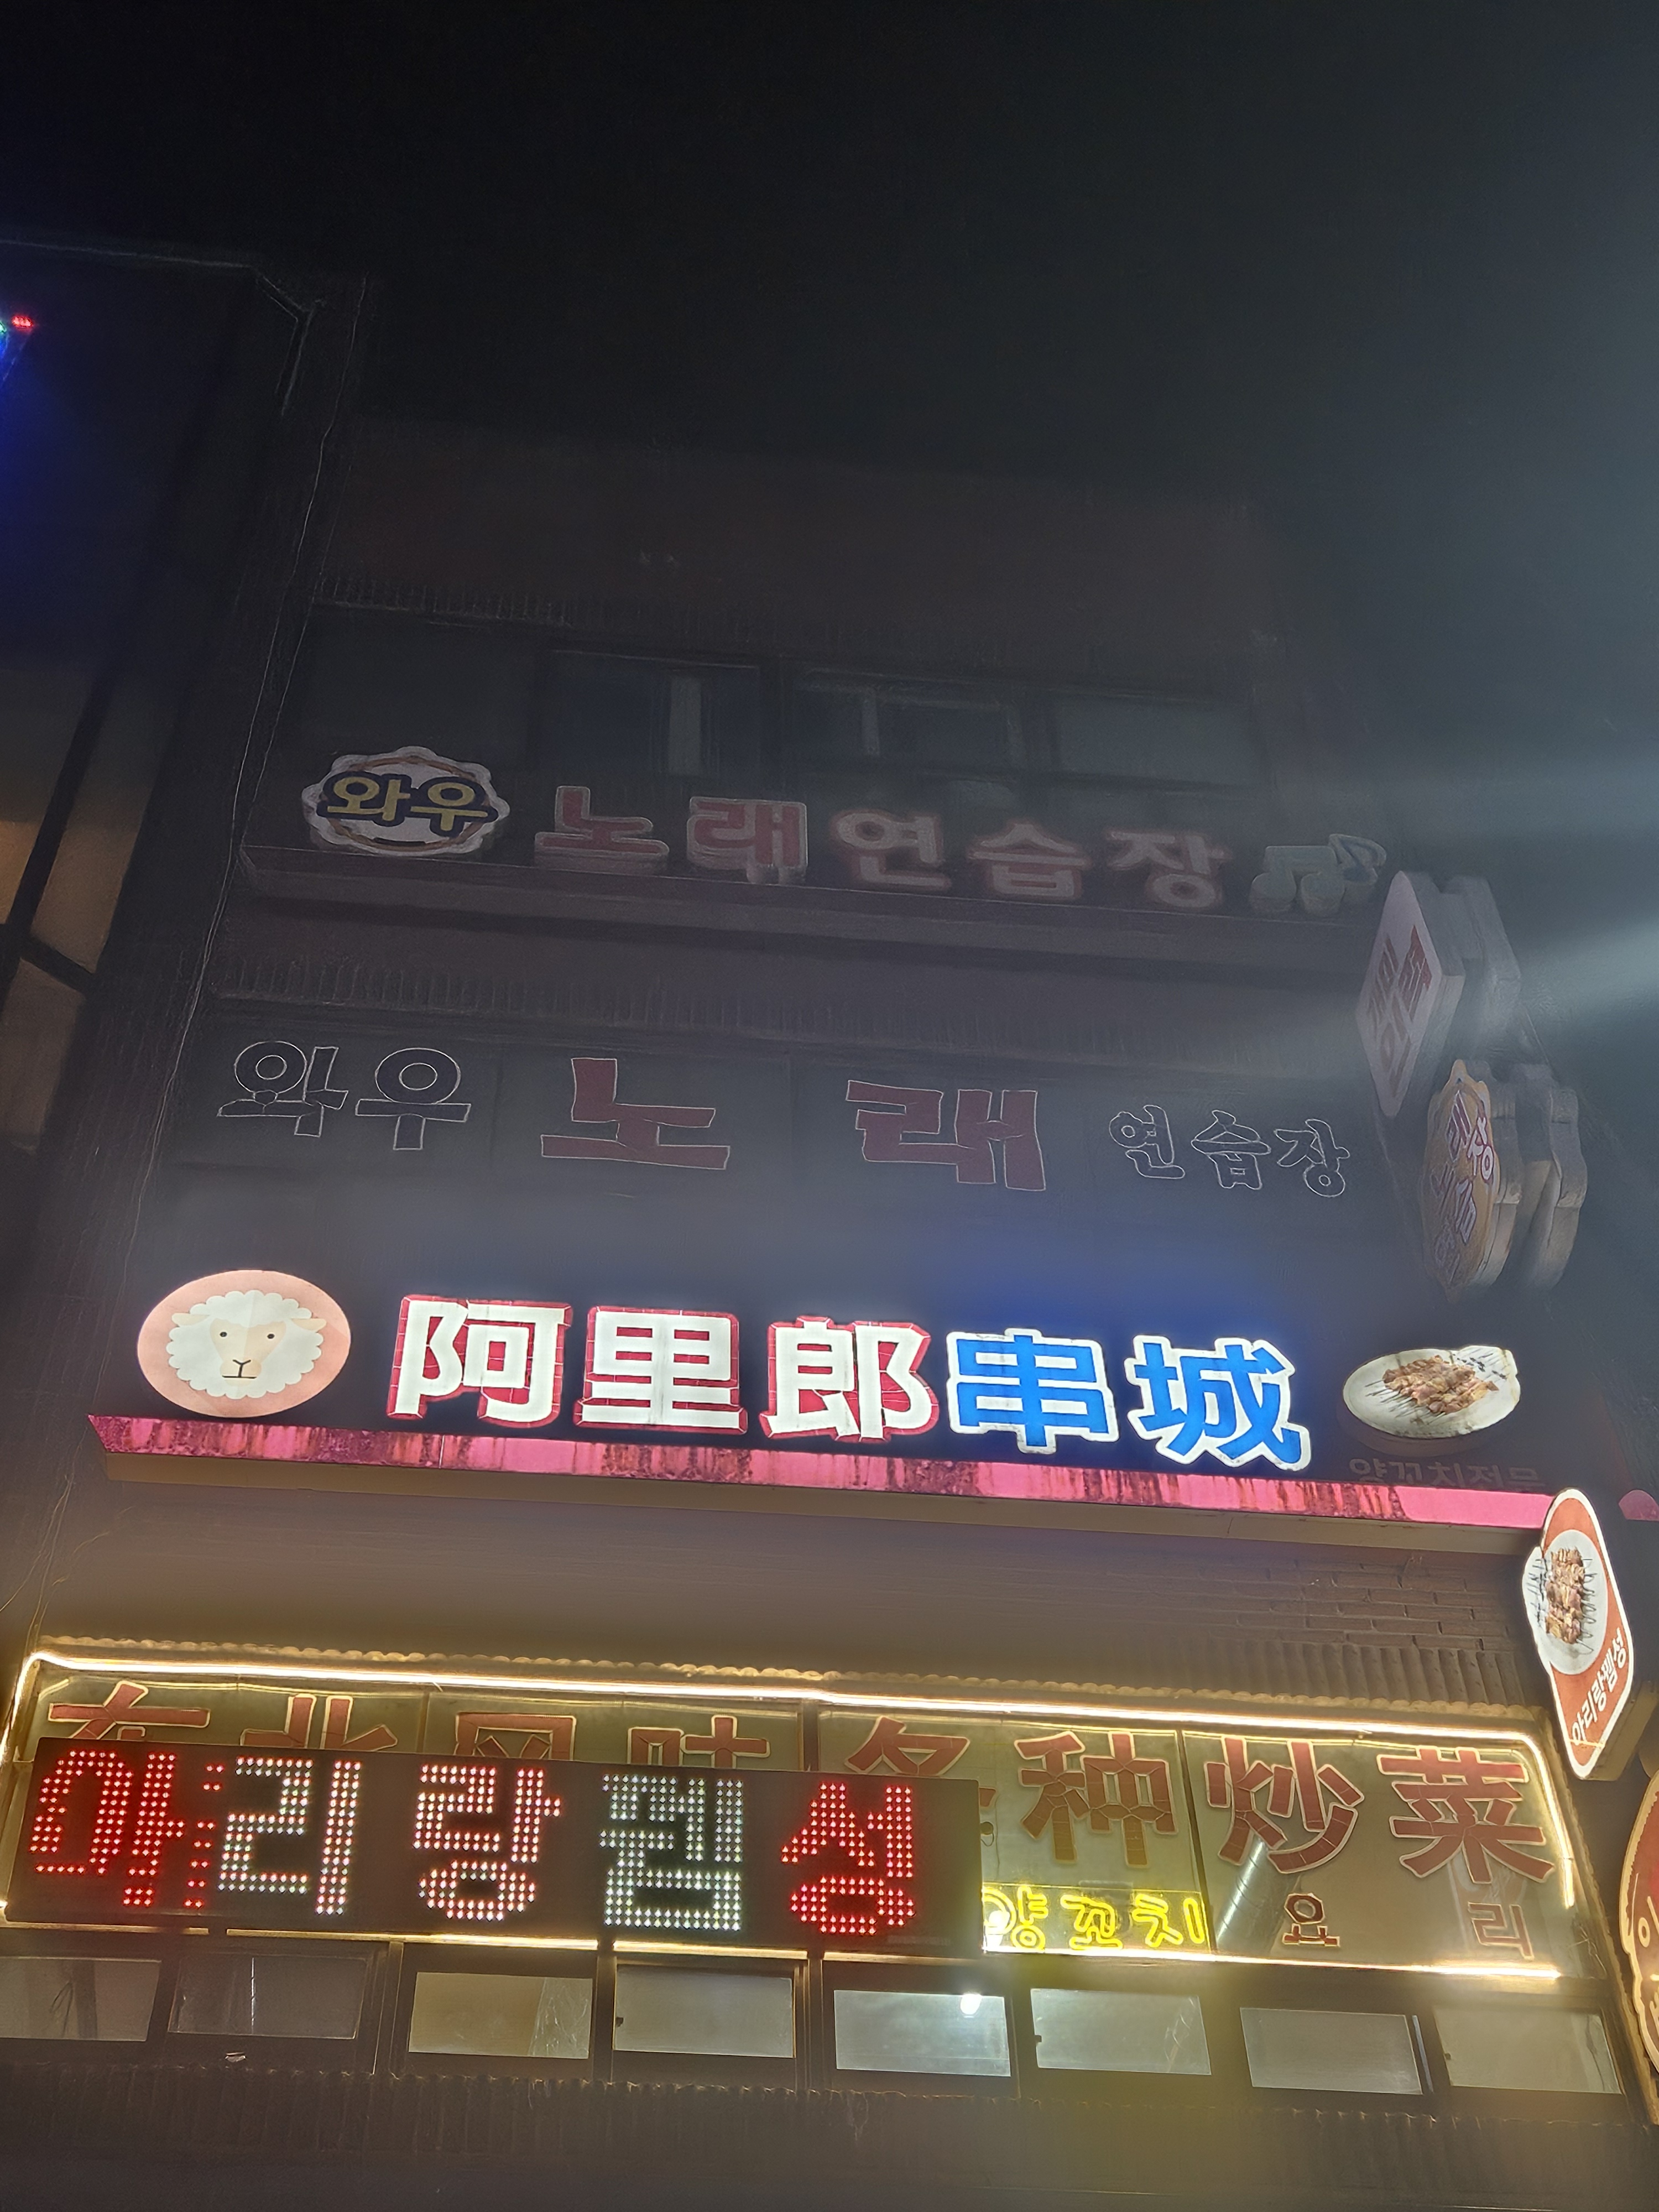 와우 노래연습장
와우 노래 연습장
阿里郎串城
양꼬치전문
아리랑뀀성
东北风味 各种炒菜
아리랑뀀성
양꼬치
요리